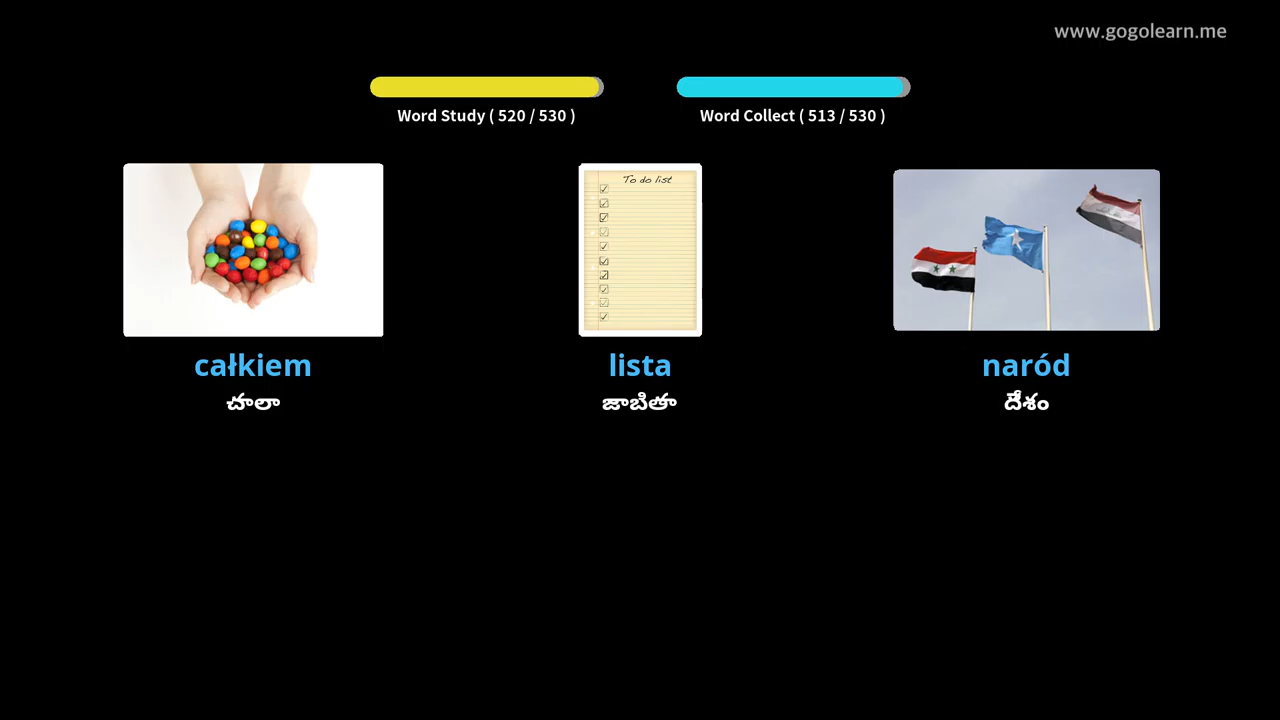 www.gogolearn.me
Word Study ( 520 / 530 )
Word Collect ( 513 / 530 )
To do list
całkiem
lista
naród
చాలా
జాబితా
దేశం